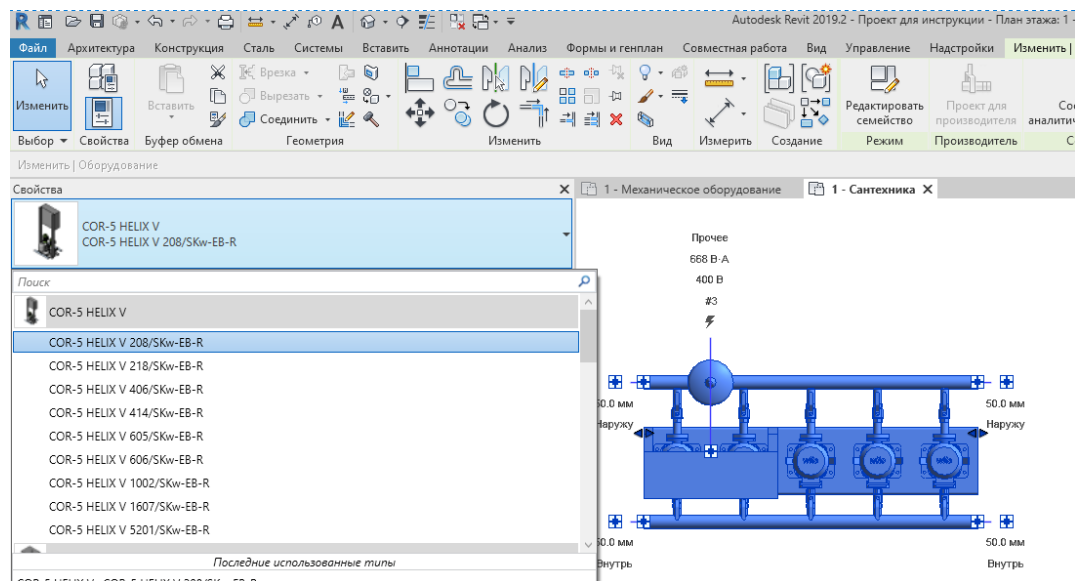 Autodesk Revit 2019.2 - Проект для инструкции - План этажа: 1 -
Файл Архитектура Конструкция Сталь Системы Вставить Аннотации Анализ Формы и генплан Совместная работа Вид Управление Надстройки Изменить |
Изменить
Вставить
Врезка
Вырезать
Соединить
Редактировать семейство
Проект для производителя
аналитич
Выбор Свойства Буфер обмена Геометрия Изменить Вид Измерить Создание Режим Производитель
Изменить | Оборудование
Свойства
1 - Механическое оборудование
1 - Сантехника
COR-5 HELIX V
COR-5 HELIX V 208/SKw-EB-R
Поиск
COR-5 HELIX V
COR-5 HELIX V 208/SKw-EB-R
COR-5 HELIX V 218/SKw-EB-R
COR-5 HELIX V 406/SKw-EB-R
COR-5 HELIX V 414/SKw-EB-R
COR-5 HELIX V 605/SKw-EB-R
COR-5 HELIX V 606/SKw-EB-R
COR-5 HELIX V 1002/SKw-EB-R
COR-5 HELIX V 1607/SKw-EB-R
COR-5 HELIX V 5201/SKw-EB-R
Последние использованные типы
Прочее
668 В·А
400 В
#3
50.0 мм
Наружу
50.0 мм
Наружу
wilo wilo wilo
50.0 мм
Внутрь
50.0 мм
Внутрь